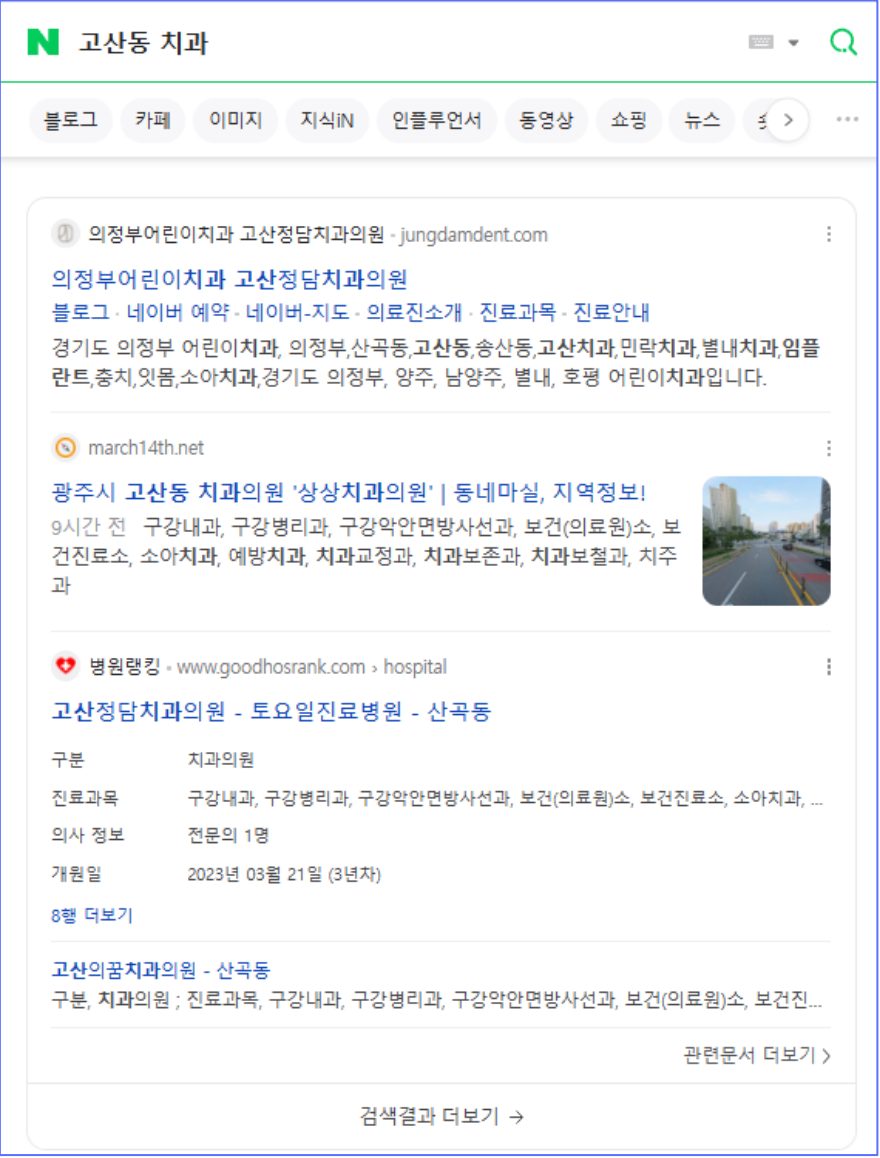 N 고산동 치과
블로그 카페 이미지 지식iN 인플루언서 동영상 쇼핑 뉴스
의정부어린이치과 고산정담치과의원 · jungdamdent.com
의정부어린이치과 고산정담치과의원
블로그 · 네이버 예약 · 네이버-지도 · 의료진소개 · 진료과목 · 진료안내
경기도 의정부 어린이치과, 의정부,산곡동,고산동,송산동,고산치과,민락치과,별내치과,임플
란트,충치,잇몸,소아치과,경기도 의정부, 양주, 남양주, 별내, 호평 어린이치과입니다.
march14th.net
광주시 고산동 치과의원 '상상치과의원' | 동네마실, 지역정보!
9시간 전 구강내과, 구강병리과, 구강악안면방사선과, 보건(의료원)소, 보
건진료소, 소아치과, 예방치과, 치과교정과, 치과보존과, 치과보철과, 치주
과
병원랭킹 · www.goodhosrank.com › hospital
고산정담치과의원 - 토요일진료병원 - 산곡동
구분 치과의원
진료과목 구강내과, 구강병리과, 구강악안면방사선과, 보건(의료원)소, 보건진료소, 소아치과, ...
의사 정보 전문의 1명
개원일 2023년 03월 21일 (3년차)
8행 더보기
고산의꿈치과의원 - 산곡동
구분, 치과의원 ; 진료과목, 구강내과, 구강병리과, 구강악안면방사선과, 보건(의료원)소, 보건진...
관련문서 더보기 >
검색결과 더보기 →